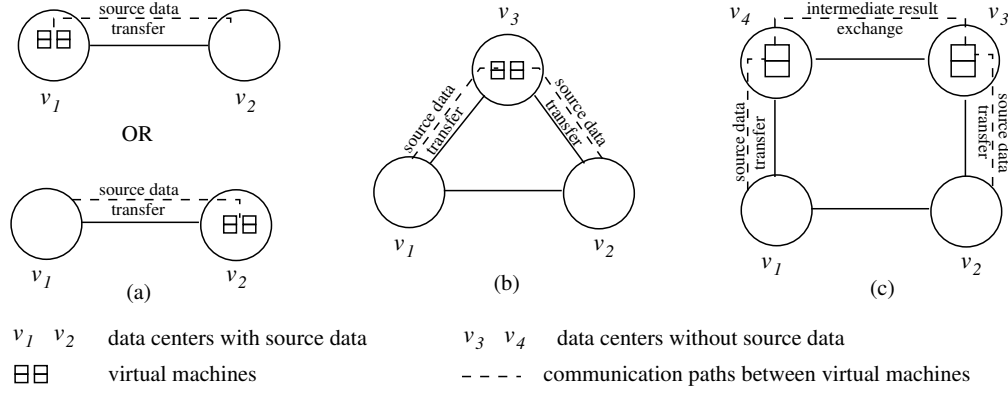 source data
transfer
v1
v2
OR
source data
transfer
v1
v2
(a)
v3
source data
transfer
source data
transfer
v1
v2
(b)
v4
intermediate result
exchange
v3
source data
transfer
transfer
source data
v1
v2
(c)
v1 v2 data centers with source data
v3 v4 data centers without source data
virtual machines
communication paths between virtual machines